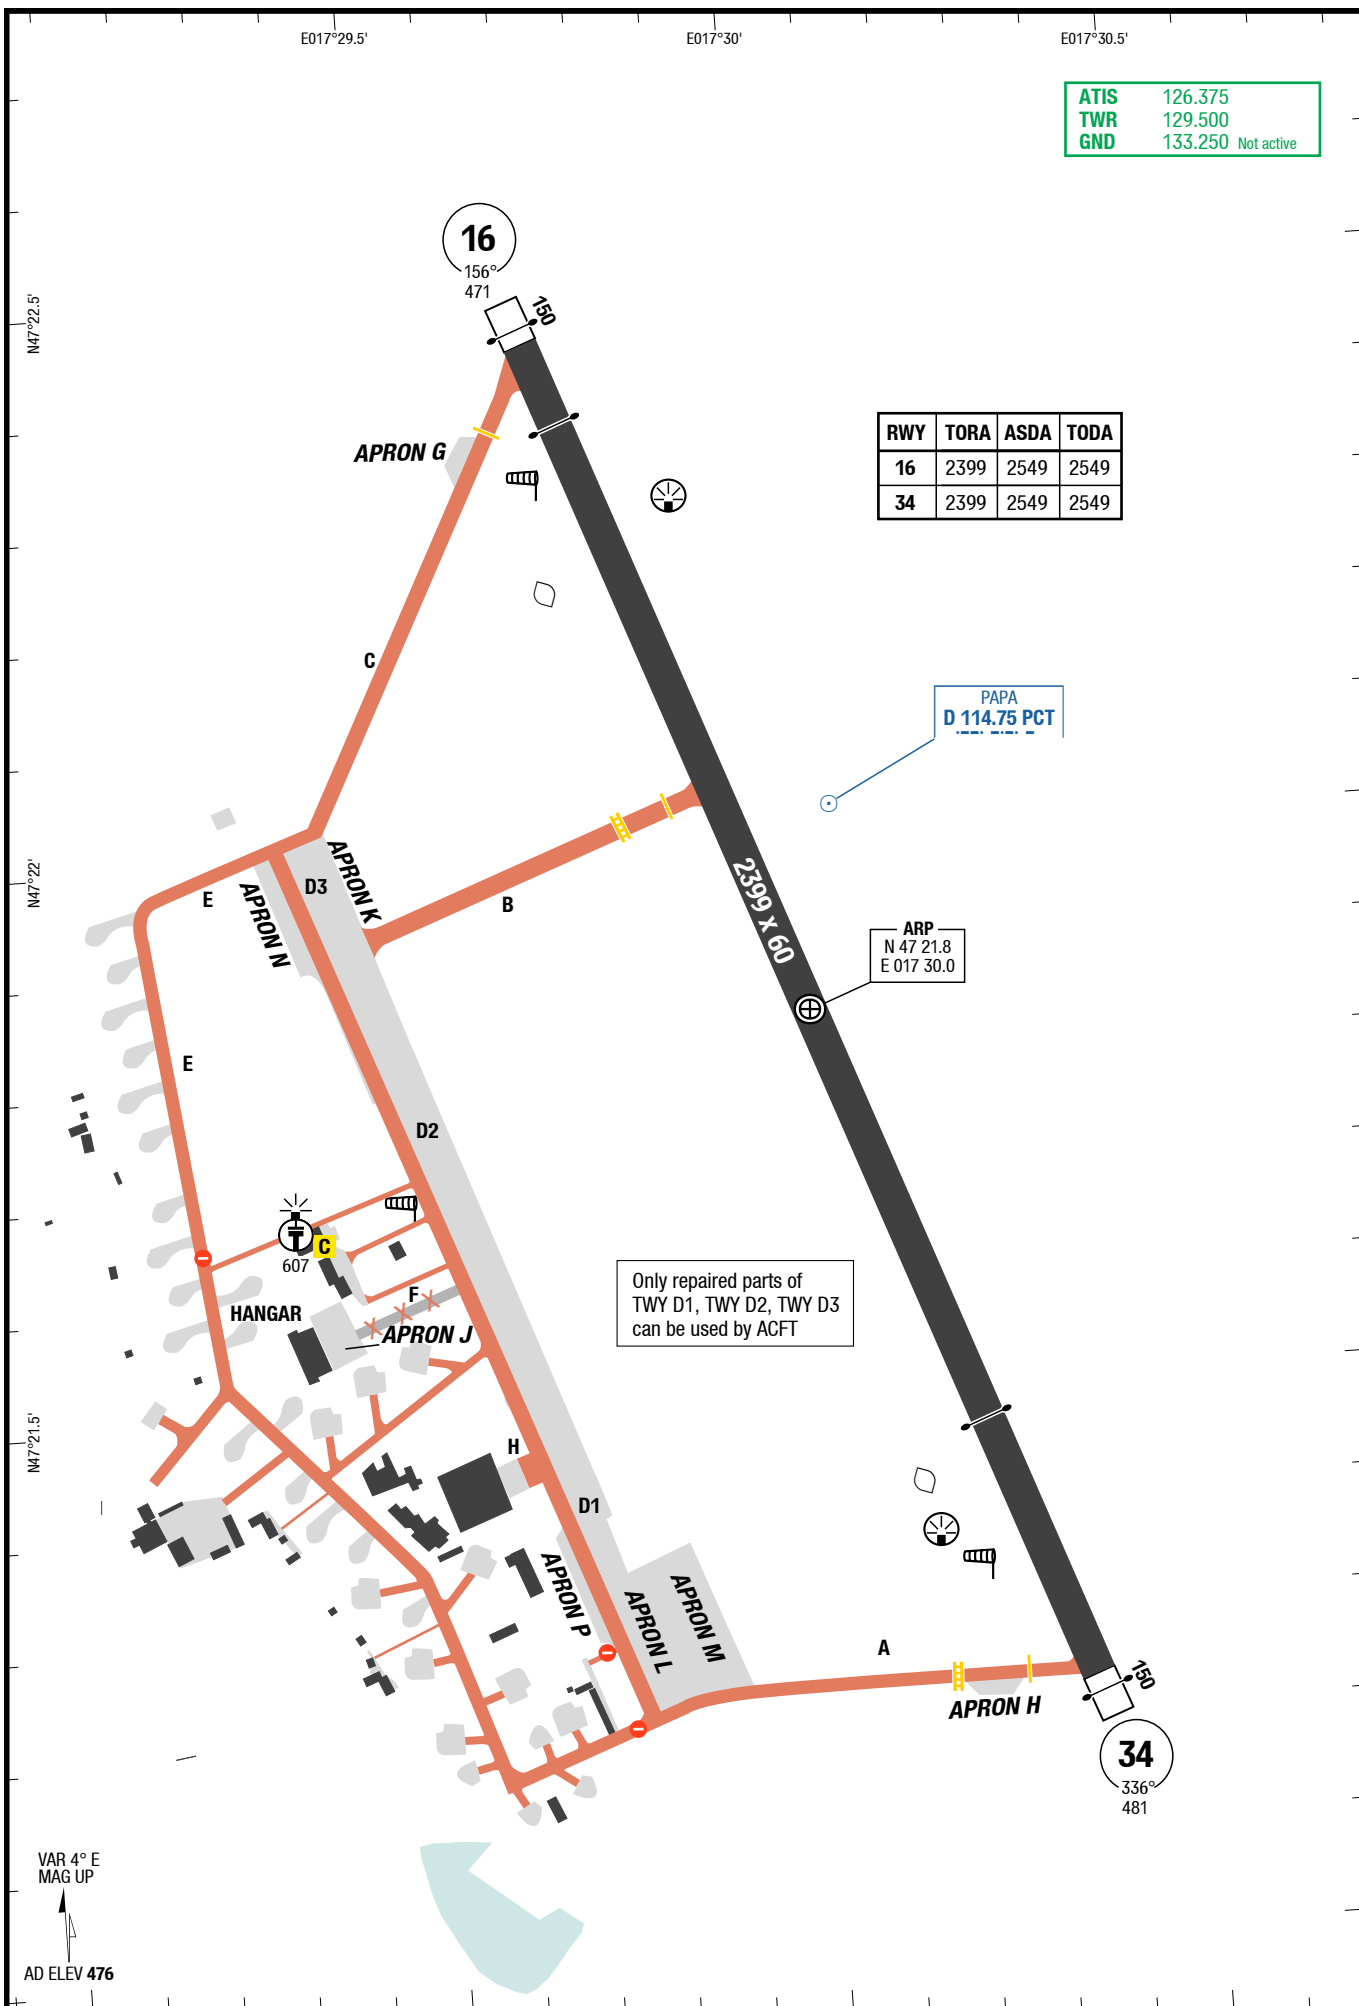 E017°29.5'
E017°30'
E017°30.5'
ATIS 126.375
TWR 129.500
GND 133.250 Not active
16
156°
471
150
N47°22.5'
APRON G
RWY TORA ASDA TODA
16 2399 2549 2549
34 2399 2549 2549
C
PAPA
D 114.75 PCT
N47°22'
APRON K
D3
E
APRON N
B
2399 x 60
ARP
N 47 21.8
E 017 30.0
E
D2
C
607
HANGAR
F
APRON J
Only repaired parts of
TWY D1, TWY D2, TWY D3
can be used by ACFT
N47°21.5'
H
D1
APRON P
APRON L
APRON M
A
APRON H
150
34
336°
481
VAR 4° E
MAG UP
AD ELEV 476